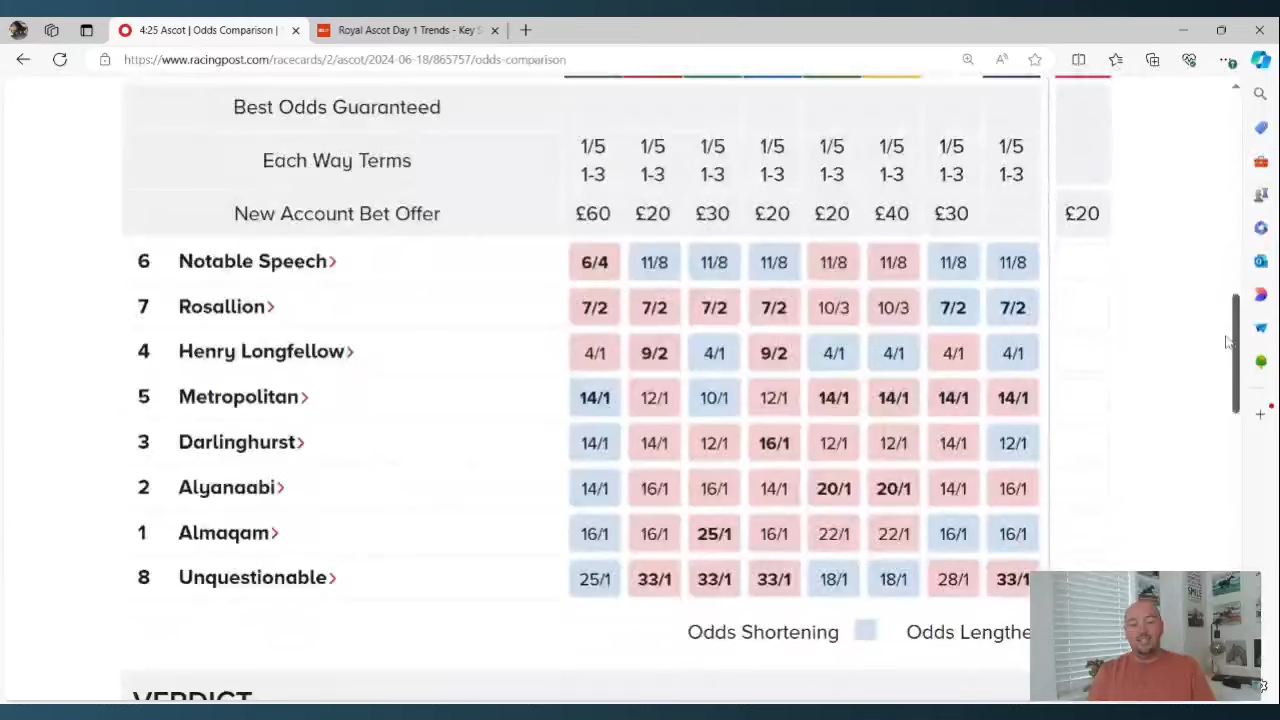 4:25 Ascot | Odds Comparison |
Royal Ascot Day 1 Trends - Key S
https://www.racingpost.com/racecards/2/ascot/2024-06-18/865757/odds-comparison
Best Odds Guaranteed
Each Way Terms 1/5 1/5 1/5 1/5 1/5 1/5 1/5 1/5
1-3 1-3 1-3 1-3 1-3 1-3 1-3 1-3
New Account Bet Offer £60 £20 £30 £20 £20 £40 £30 £20
6 Notable Speech> 6/4 11/8 11/8 11/8 11/8 11/8 11/8 11/8
7 Rosallion> 7/2 7/2 7/2 7/2 10/3 10/3 7/2 7/2
4 Henry Longfellow> 4/1 9/2 4/1 9/2 4/1 4/1 4/1 4/1
5 Metropolitan> 14/1 12/1 10/1 12/1 14/1 14/1 14/1 14/1
3 Darlinghurst> 14/1 14/1 12/1 16/1 12/1 12/1 14/1 12/1
2 Alyanaabi> 14/1 16/1 16/1 14/1 20/1 20/1 14/1 16/1
1 Almaqam> 16/1 16/1 25/1 16/1 22/1 22/1 16/1 16/1
8 Unquestionable> 25/1 33/1 33/1 33/1 18/1 18/1 28/1 33/1
Odds Shortening Odds Lengthe
VERDICT